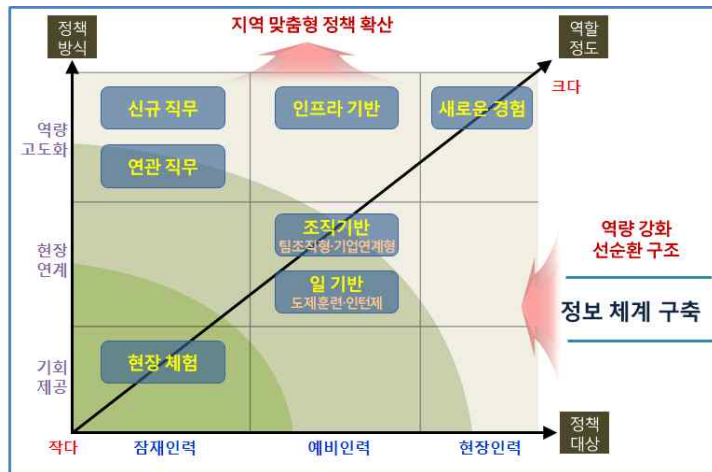 정책
방식
지역 맞춤형 정책 확산
역할
정도
크다
신규 직무
인프라 기반
새로운 경험
역량
고도화
연관 직무
조직기반
팀조직형·기업연계형
역량 강화
선순환 구조
현장
연계
일 기반
도제훈련·인턴제
정보 체계 구축
현장 체험
기회
제공
정책
대상
작다
잠재인력
예비인력
현장인력